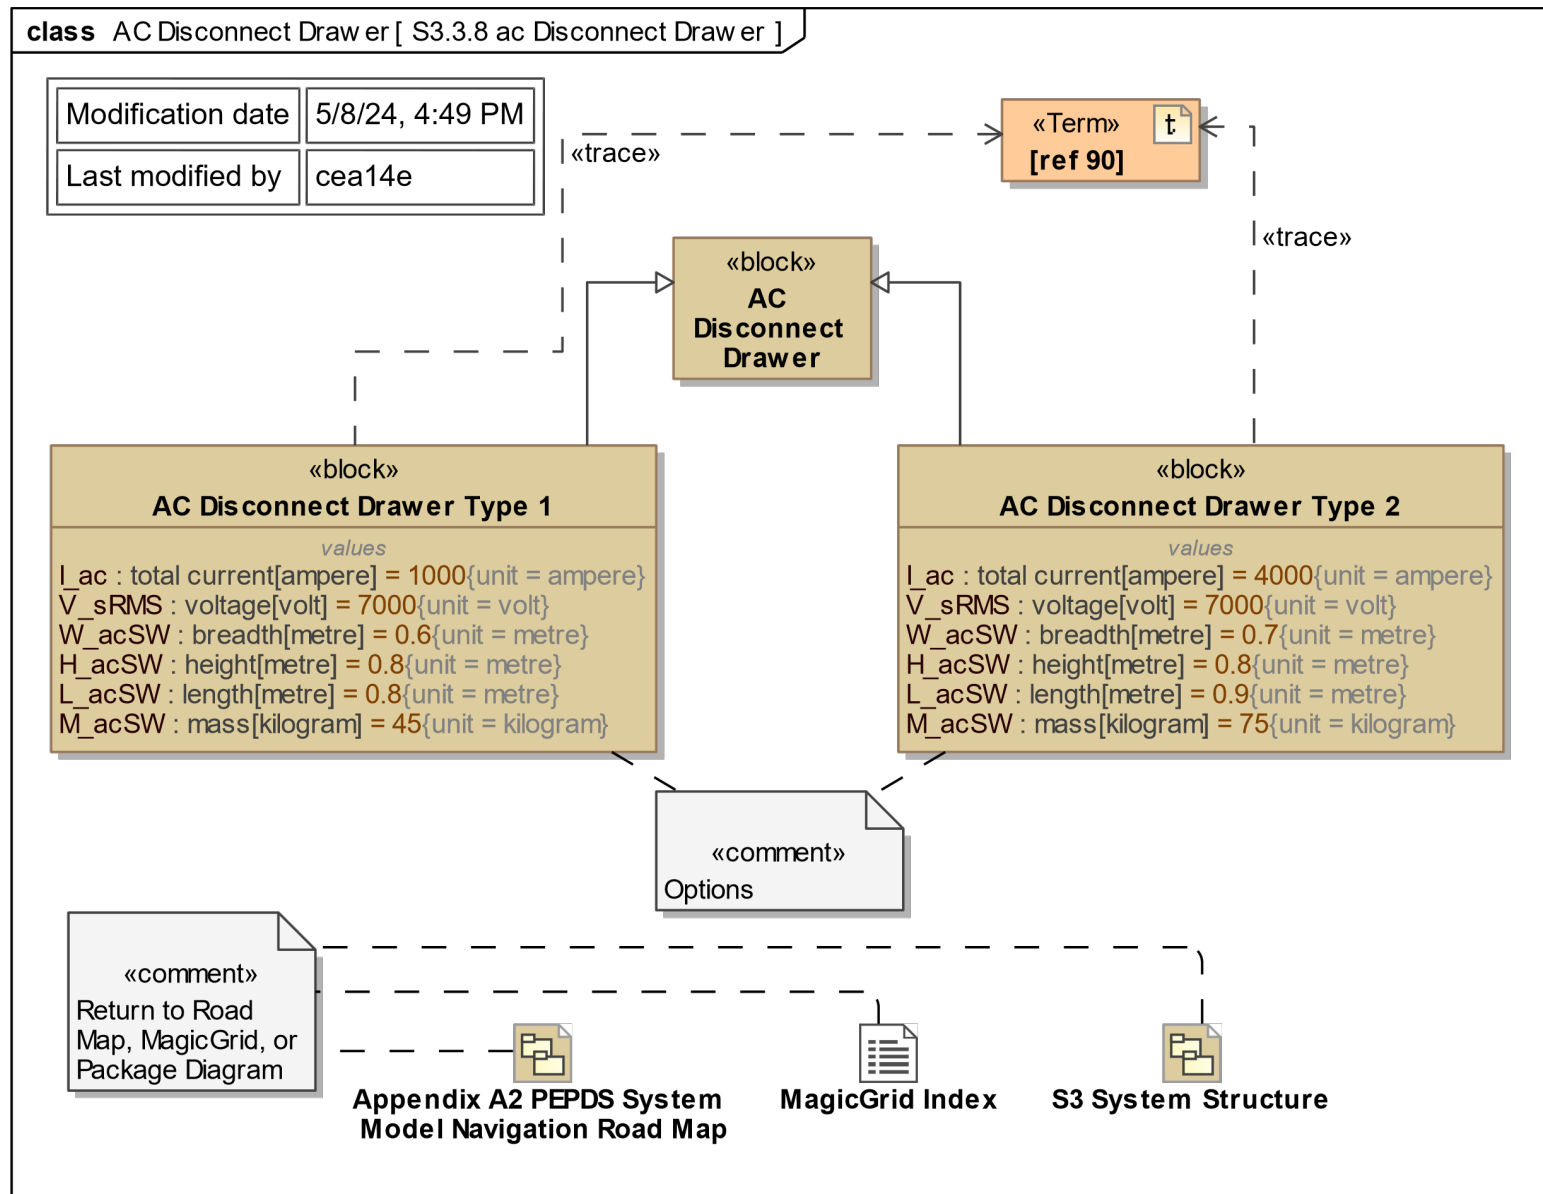 class AC Disconnect Drawer [ S3.3.8 ac Disconnect Drawer ]
Modification date 5/8/24, 4:49 PM
Last modified by cea14e
«Term»
[ref 90]
t
«trace»
«trace»
«block»
AC
Disconnect
Drawer
«block»
AC Disconnect Drawer Type 1
values
I_ac : total current[ampere] = 1000{unit = ampere}
V_sRMS : voltage[volt] = 7000{unit = volt}
W_acSW : breadth[metre] = 0.6{unit = metre}
H_acSW : height[metre] = 0.8{unit = metre}
L_acSW : length[metre] = 0.8{unit = metre}
M_acSW : mass[kilogram] = 45{unit = kilogram}
«block»
AC Disconnect Drawer Type 2
values
I_ac : total current[ampere] = 4000{unit = ampere}
V_sRMS : voltage[volt] = 7000{unit = volt}
W_acSW : breadth[metre] = 0.7{unit = metre}
H_acSW : height[metre] = 0.8{unit = metre}
L_acSW : length[metre] = 0.9{unit = metre}
M_acSW : mass[kilogram] = 75{unit = kilogram}
«comment»
Options
«comment»
Return to Road
Map, MagicGrid, or
Package Diagram
Appendix A2 PEPDS System
Model Navigation Road Map
MagicGrid Index
S3 System Structure